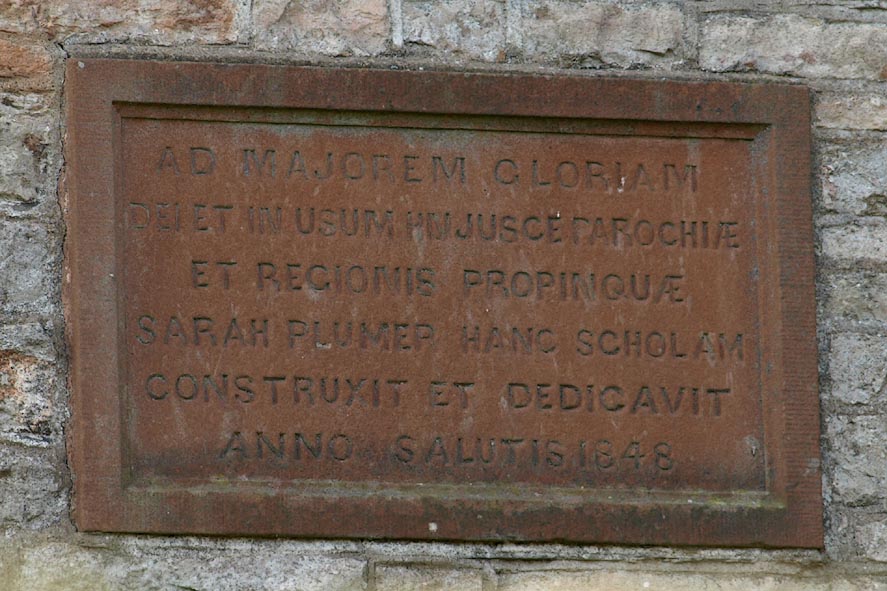 AD MAJOREM GLORIAM
DEI ET IN USUM HUJUSCE PAROCHIÆ
ET REGIONIS PROPINQUÆ
SARAH PLUMER HANC SCHOLAM
CONSTRUXIT ET DEDICAVIT
ANNO SALUTIS 1848